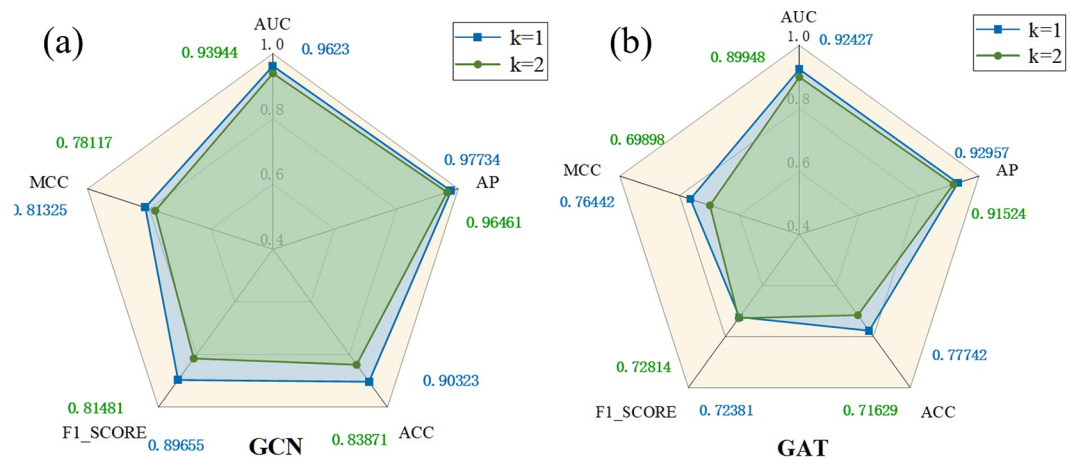 (a)
AUC
1.0
0.9623
0.93944
k=1
k=2
0.8
0.78117
0.97734
0.6
MCC
AP
0.81325
0.96461
0.4
0.90323
0.81481
F1_SCORE
0.89655
GCN
0.83871
ACC
(b)
AUC
1.0
0.92427
0.89948
k=1
k=2
0.8
0.69898
0.92957
0.6
MCC
AP
0.76442
0.91524
0.4
0.77742
0.72814
F1_SCORE
0.72381
0.71629
ACC
GAT